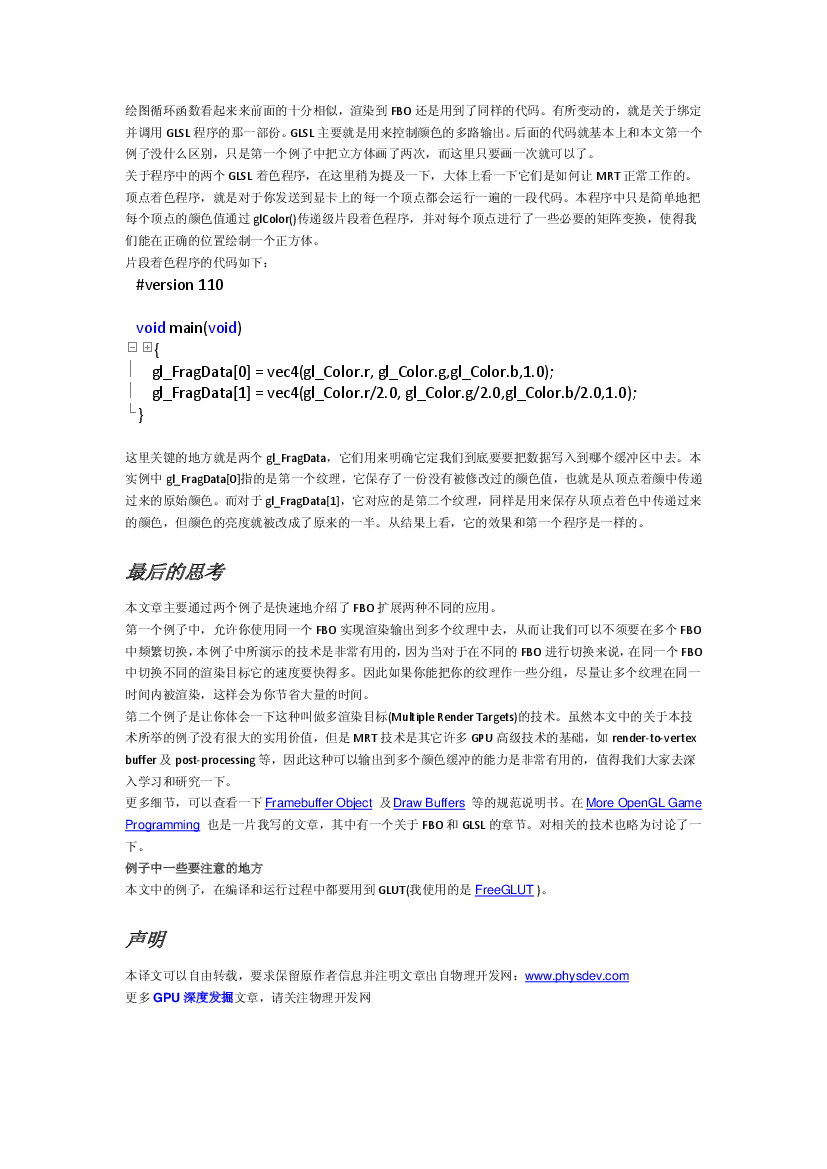 绘图循环函数看起来来前面的十分相似，渲染到 FBO 还是用到了同样的代码。有所变动的，就是关于绑定
并调用 GLSL 程序的那一部份。GLSL 主要就是用来控制颜色的多路输出。后面的代码就基本上和本文第一个
例子没什么区别，只是第一个例子中把立方体画了两次，而这里只要画一次就可以了。
关于程序中的两个 GLSL 着色程序，在这里稍为提及一下，大体上看一下它们是如何让 MRT 正常工作的。
顶点着色程序，就是对于你发送到显卡上的每一个顶点都会运行一遍的一段代码。本程序中只是简单地把
每个顶点的颜色值通过 glColor()传递级片段着色程序，并对每个顶点进行了一些必要的矩阵变换，使得我
们能在正确的位置绘制一个正方体。
片段着色程序的代码如下：
#version 110
void main(void)
{
gl_FragData[0] = vec4(gl_Color.r, gl_Color.g,gl_Color.b,1.0);
gl_FragData[1] = vec4(gl_Color.r/2.0, gl_Color.g/2.0,gl_Color.b/2.0,1.0);
}
这里关键的地方就是两个 gl_FragData，它们用来明确它定我们到底要要把数据写入到哪个缓冲区中去。本
实例中 gl_FragData[0]指的是第一个纹理，它保存了一份没有被修改过的颜色值，也就是从顶点着颜中传递
过来的原始颜色。而对于 gl_FragData[1]，它对应的是第二个纹理，同样是用来保存从顶点着色中传递过来
的颜色，但颜色的亮度就被改成了原来的一半。从结果上看，它的效果和第一个程序是一样的。
最后的思考
本文章主要通过两个例子是快速地介绍了 FBO 扩展两种不同的应用。
第一个例子中，允许你使用同一个 FBO 实现渲染输出到多个纹理中去，从而让我们可以不须要在多个 FBO
中频繁切换，本例子中所演示的技术是非常有用的，因为当对于在不同的 FBO 进行切换来说，在同一个 FBO
中切换不同的渲染目标它的速度要快得多。因此如果你能把你的纹理作一些分组，尽量让多个纹理在同一
时间内被渲染，这样会为你节省大量的时间。
第二个例子是让你体会一下这种叫做多渲染目标(Multiple Render Targets)的技术。虽然本文中的关于本技
术所举的例子没有很大的实用价值，但是 MRT 技术是其它许多 GPU 高级技术的基础，如 render-to-vertex
buffer 及 post-processing 等，因此这种可以输出到多个颜色缓冲的能力是非常有用的，值得我们大家去深
入学习和研究一下。
更多细节，可以查看一下 Framebuffer Object 及 Draw Buffers 等的规范说明书。在 More OpenGL Game
Programming 也是一片我写的文章，其中有一个关于 FBO 和 GLSL 的章节。对相关的技术也略为讨论了一
下。
例子中一些要注意的地方
本文中的例子，在编译和运行过程中都要用到 GLUT(我使用的是 FreeGLUT )。
声明
本译文可以自由转载，要求保留原作者信息并注明文章出自物理开发网：www.physdev.com
更多 GPU 深度发掘文章，请关注物理开发网